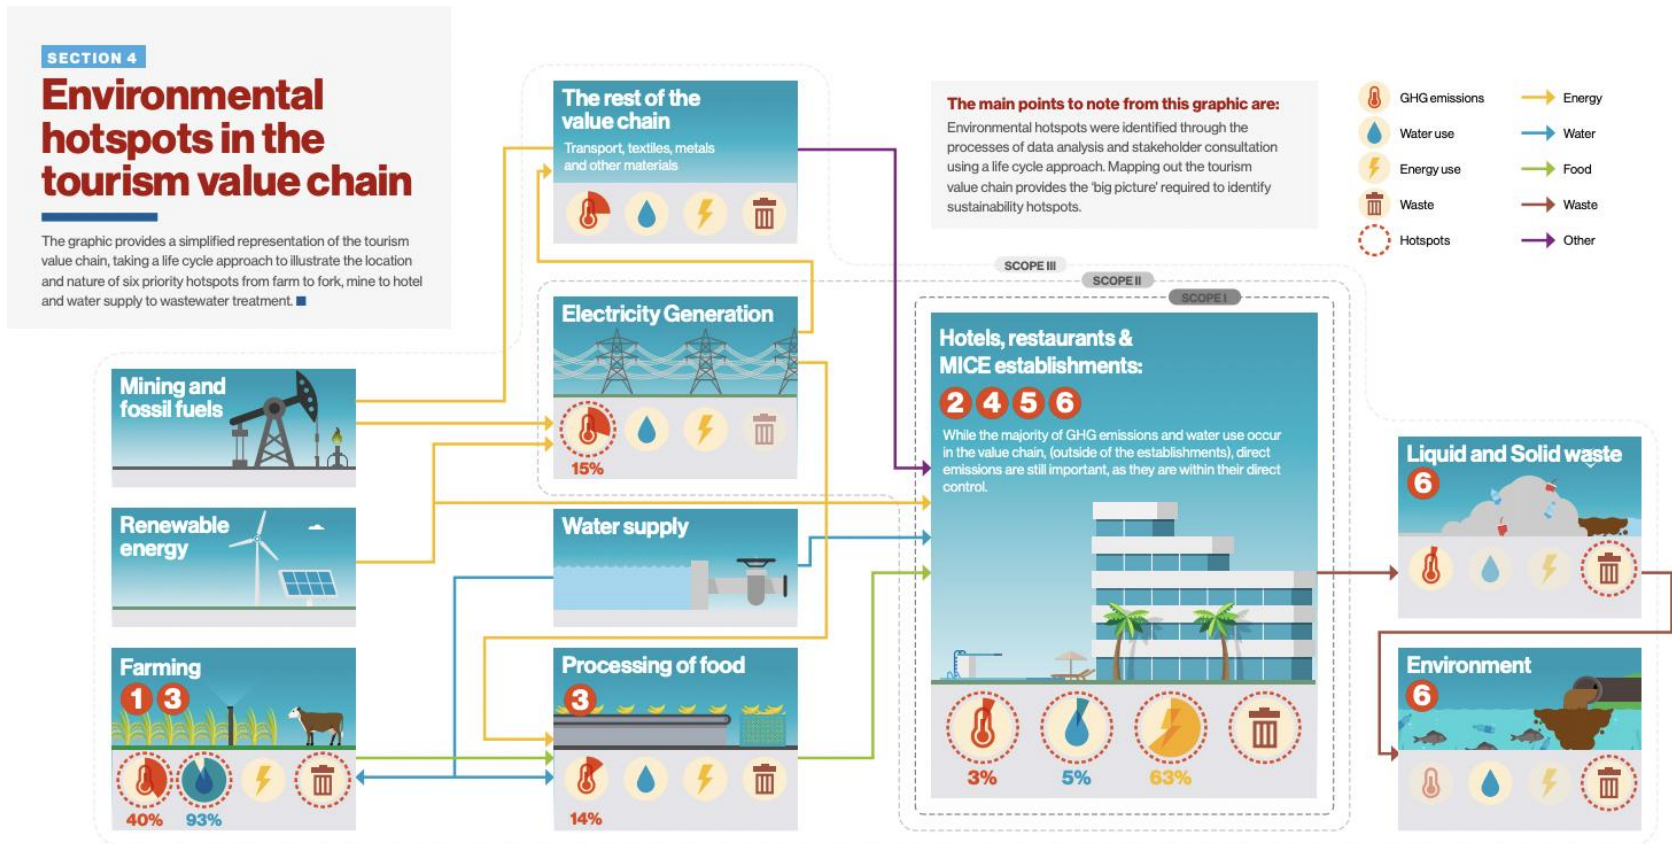 SECTION 4
Environmental
hotspots in the
tourism value chain
The graphic provides a simplified representation of the tourism
value chain, taking a life cycle approach to illustrate the location
and nature of six priority hotspots from farm to fork, mine to hotel
and water supply to wastewater treatment.
The rest of the
value chain
Transport, textiles, metals
and other materials
The main points to note from this graphic are:
Environmental hotspots were identified through the
processes of data analysis and stakeholder consultation
using a life cycle approach. Mapping out the tourism
value chain provides the 'big picture' required to identify
sustainability hotspots.
GHG emissions
Energy
Water use
Water
Energy use
Food
Waste
Waste
Hotspots
Other
SCOPE III
SCOPE II
SCOPE I
Mining and
fossil fuels
Electricity Generation
15%
Renewable
energy
Water supply
Farming
1 3
40% 93%
Processing of food
3
14%
Hotels, restaurants &
MICE establishments:
2 4 5 6
While the majority of GHG emissions and water use occur
in the value chain, (outside of the establishments), direct
emissions are still important, as they are within their direct
control.
3% 5% 63%
Liquid and Solid waste
6
Environment
6